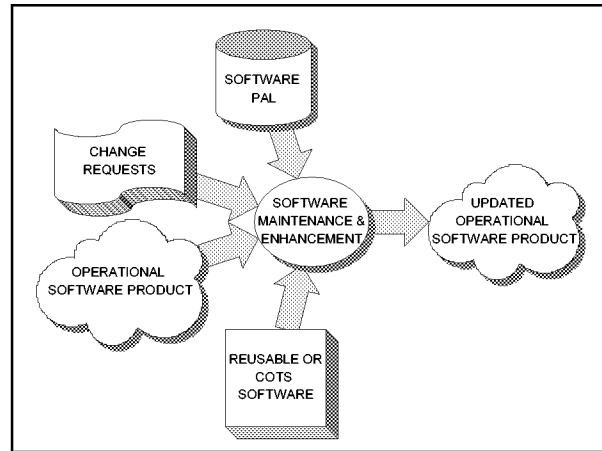 SOFTWARE
PAL
CHANGE
REQUESTS
SOFTWARE
MAINTENANCE &
ENHANCEMENT
UPDATED
OPERATIONAL
SOFTWARE PRODUCT
OPERATIONAL
SOFTWARE PRODUCT
REUSABLE OR
COTS
SOFTWARE